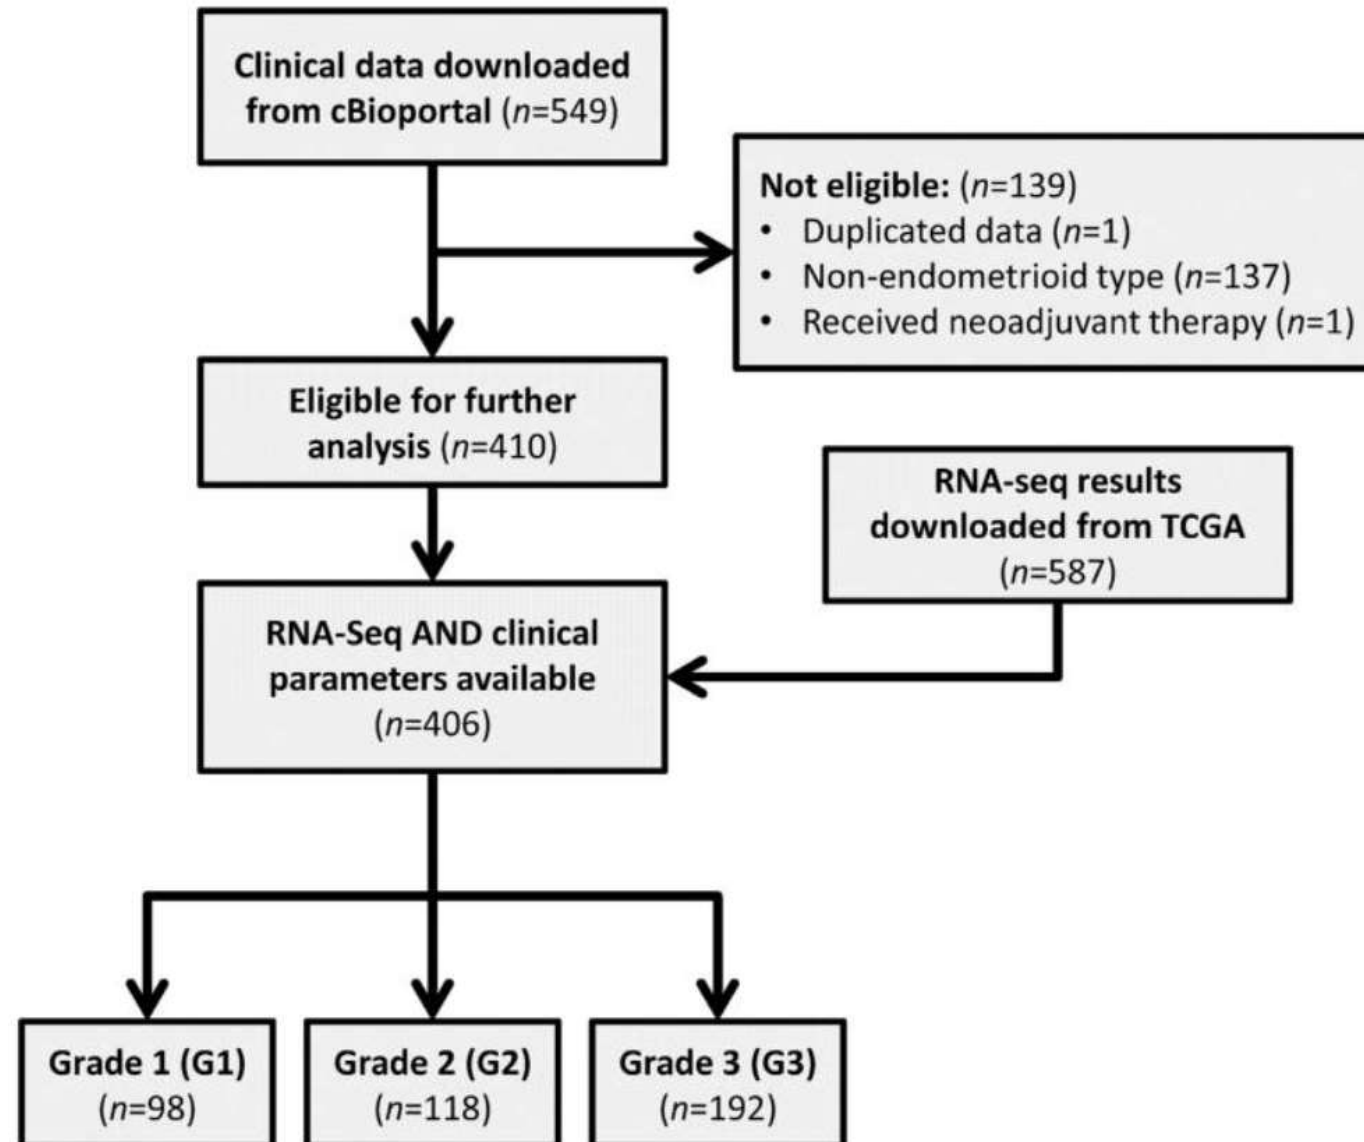 Clinical data downloaded
from cBioportal (n=549)
Not eligible: (n=139)
• Duplicated data (n=1)
• Non-endometrioid type (n=137)
• Received neoadjuvant therapy (n=1)
Eligible for further
analysis (n=410)
RNA-seq results
downloaded from TCGA
(n=587)
RNA-Seq AND clinical
parameters available
(n=406)
Grade 1 (G1)
(n=98)
Grade 2 (G2)
(n=118)
Grade 3 (G3)
(n=192)